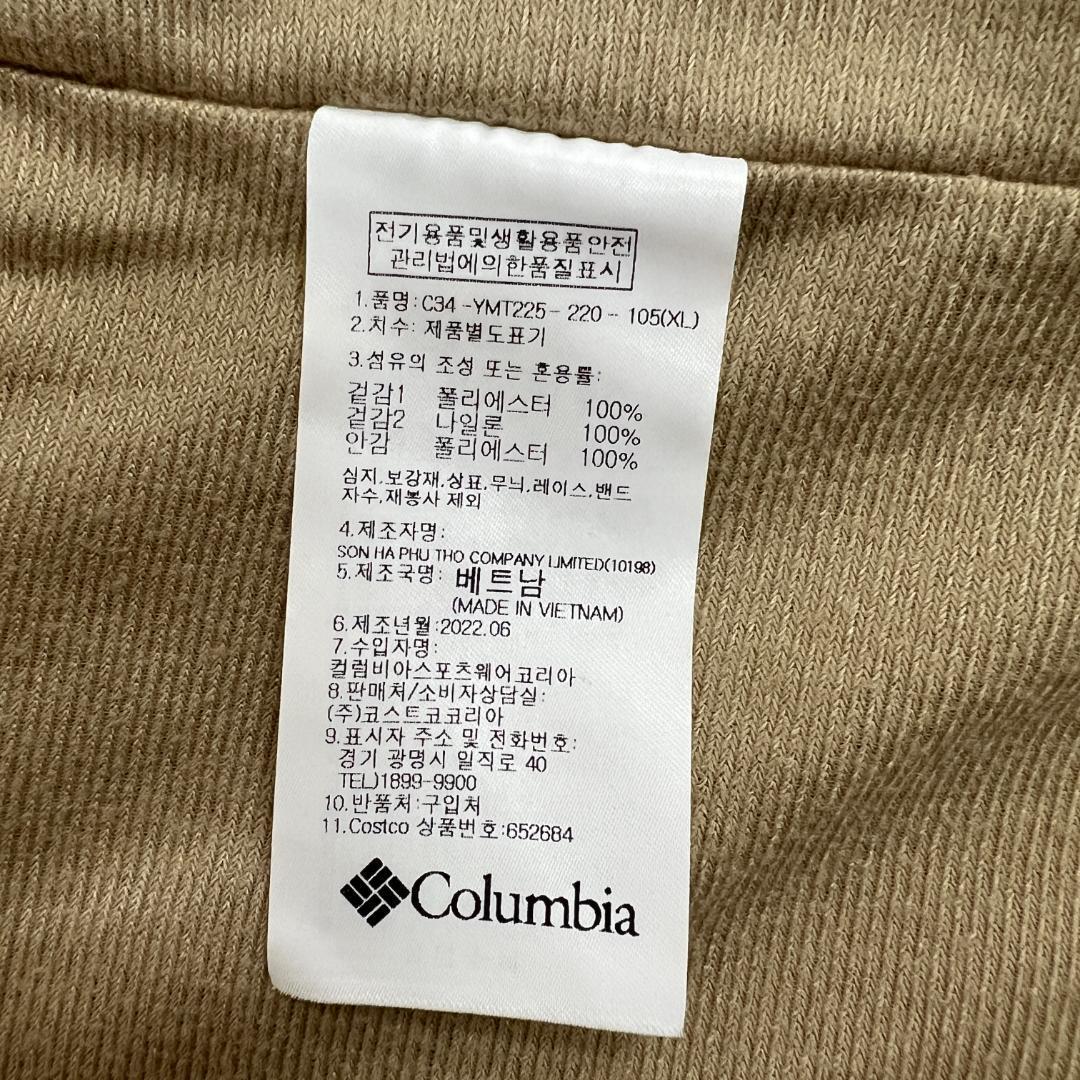 전기용품및생활용품안전
관리법에의한품질표시
1.품명:C34 -YMT225- 220 - 105(XL)
2.치수: 제품별도표기
3.섬유의 조성 또는 혼용률:
겉감1 폴리에스터 100%
겉감2 나일론 100%
안감 폴리에스터 100%
심지,보강재,상표,무늬,레이스,밴드
자수,재봉사 제외
4.제조자명:
SON HA PHU THO COMPANY LIMITED(10198)
5.제조국명: 베트남
(MADE IN VIETNAM)
6.제조년월:2022.06
7.수입자명:
컬럼비아스포츠웨어코리아
8.판매처/소비자상담실:
(주)코스트코코리아
9.표시자 주소 및 전화번호:
경기 광명시 일직로 40
TEL)1899-9900
10.반품처:구입처
11.Costco 상품번호:652684
Columbia